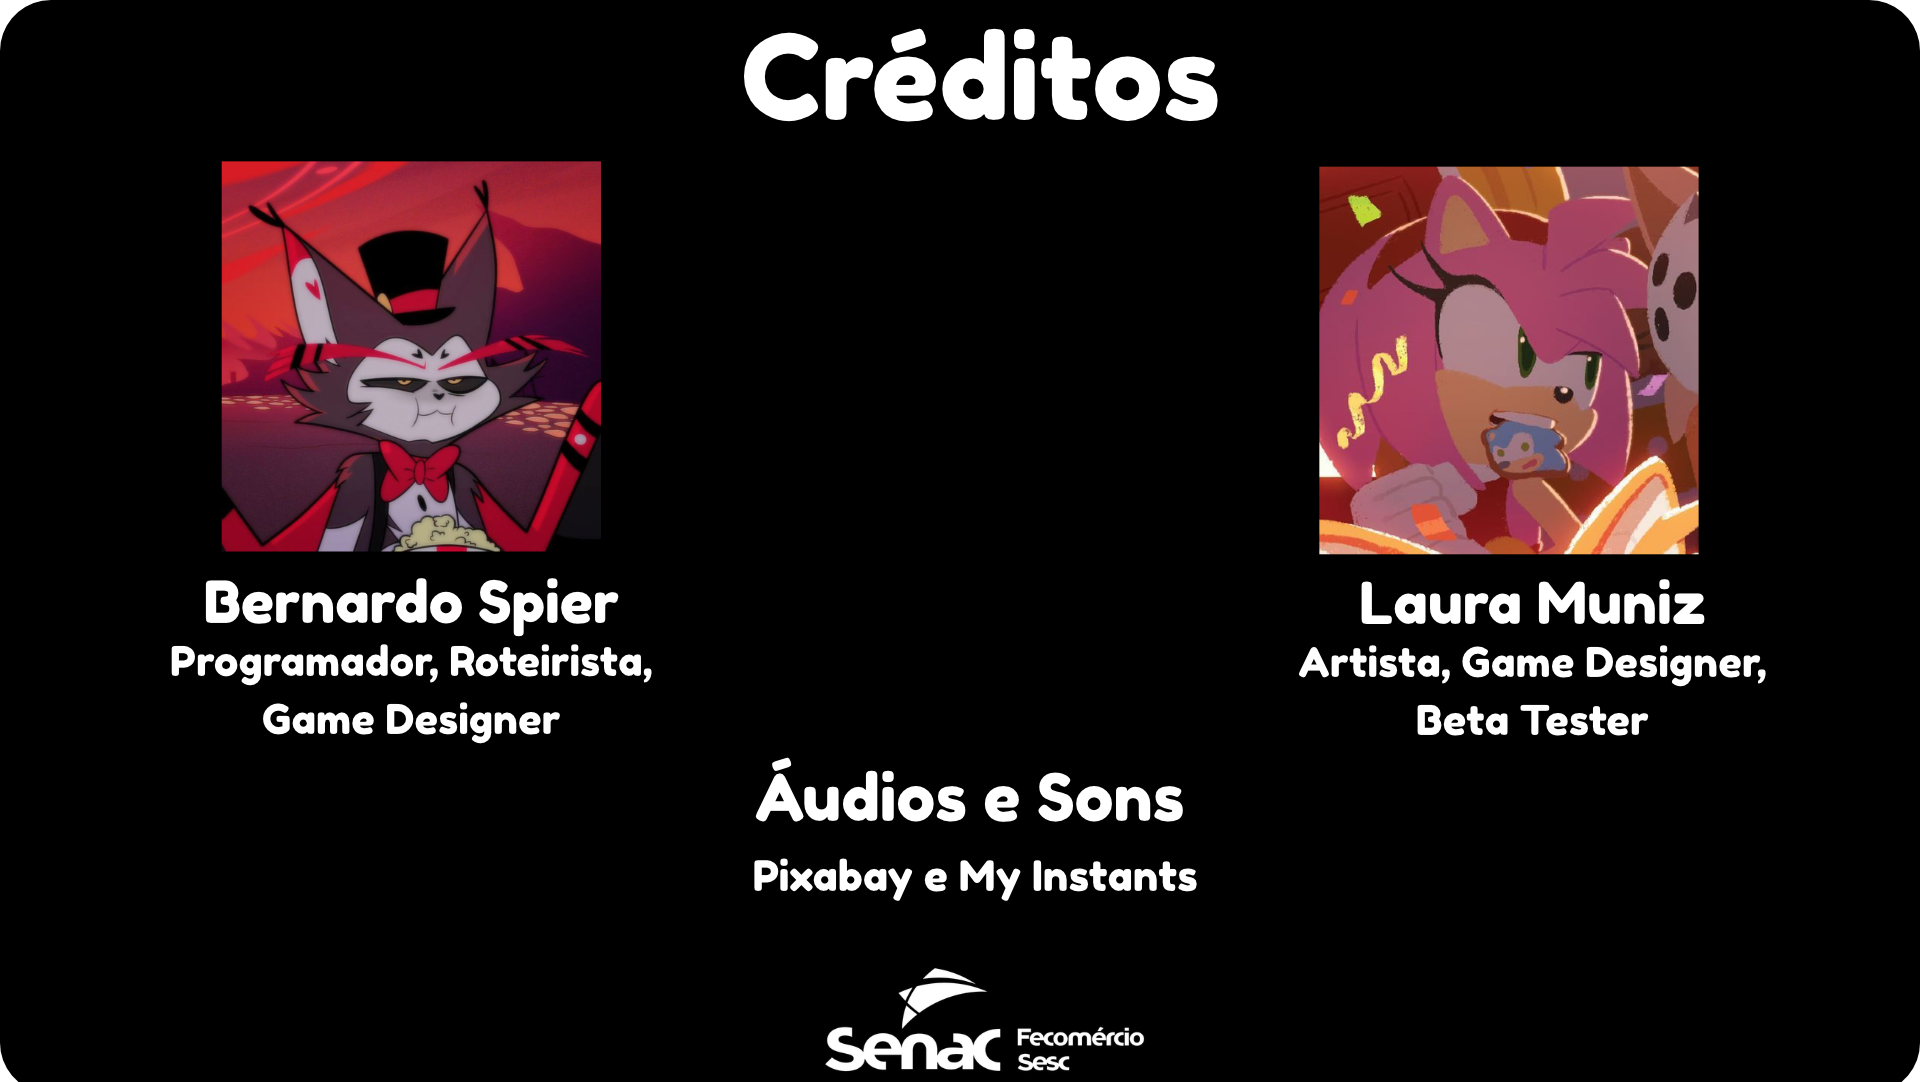 Créditos
Bernardo Spier
Programador, Roteirista,
Game Designer
Laura Muniz
Artista, Game Designer,
Beta Tester
Áudios e Sons
Pixabay e My Instants
Senac
Fecomércio
Sesc